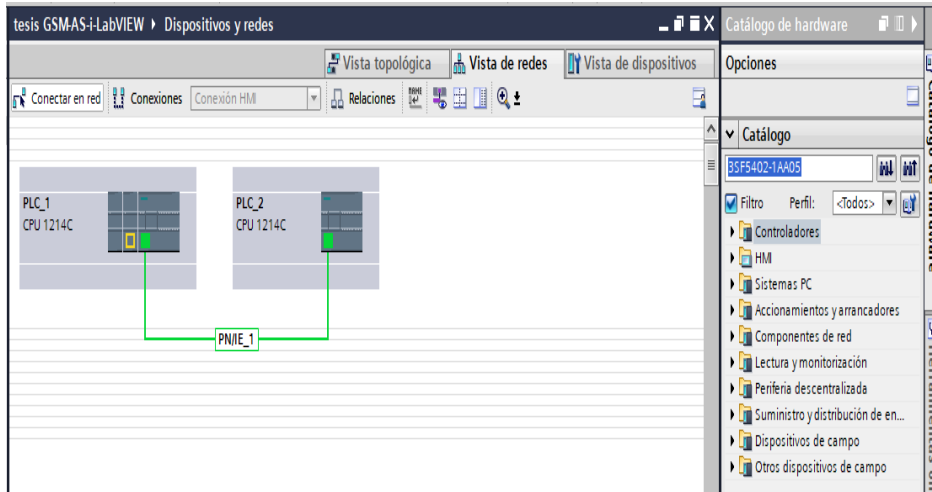 tesis GSM-AS-i-LabVIEW ▸ Dispositivos y redes
Catálogo de hardware
Vista topológica Vista de redes Vista de dispositivos
Opciones
Conectar en red Conexiones Conexión HMI Relaciones
Catálogo
3SF5402-1AA05
Filtro Perfil: <Todos>
PLC_1
CPU 1214C
PLC_2
CPU 1214C
PN/IE_1
Controladores
HMI
Sistemas PC
Accionamientos y arrancadores
Componentes de red
Lectura y monitorización
Periferia descentralizada
Suministro y distribución de en...
Dispositivos de campo
Otros dispositivos de campo
Catálogo de hardware